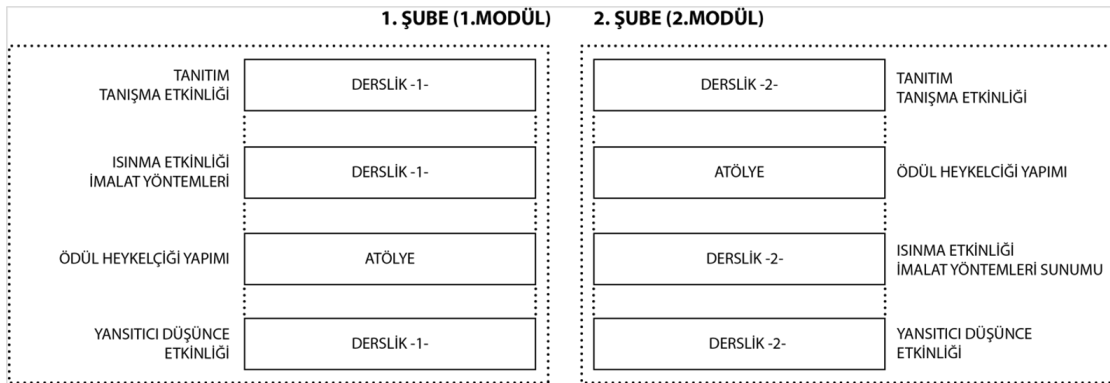 1. ŞUBE (1.MODÜL)
2. ŞUBE (2.MODÜL)
TANITIM
TANIŞMA ETKİNLİĞİ
DERSLİK -1-
DERSLİK -2-
TANITIM
TANIŞMA ETKİNLİĞİ
ISINMA ETKİNLİĞİ
İMALAT YÖNTEMLERİ
DERSLİK -1-
ATÖLYE
ÖDÜL HEYKELCİĞİ YAPIMI
ÖDÜL HEYKELÇİĞİ YAPIMI
ATÖLYE
DERSLİK -2-
ISINMA ETKİNLİĞİ
İMALAT YÖNTEMLERİ SUNUMU
YANSITICI DÜŞÜNCE
ETKİNLİĞİ
DERSLİK -1-
DERSLİK -2-
YANSITICI DÜŞÜNCE
ETKİNLİĞİ